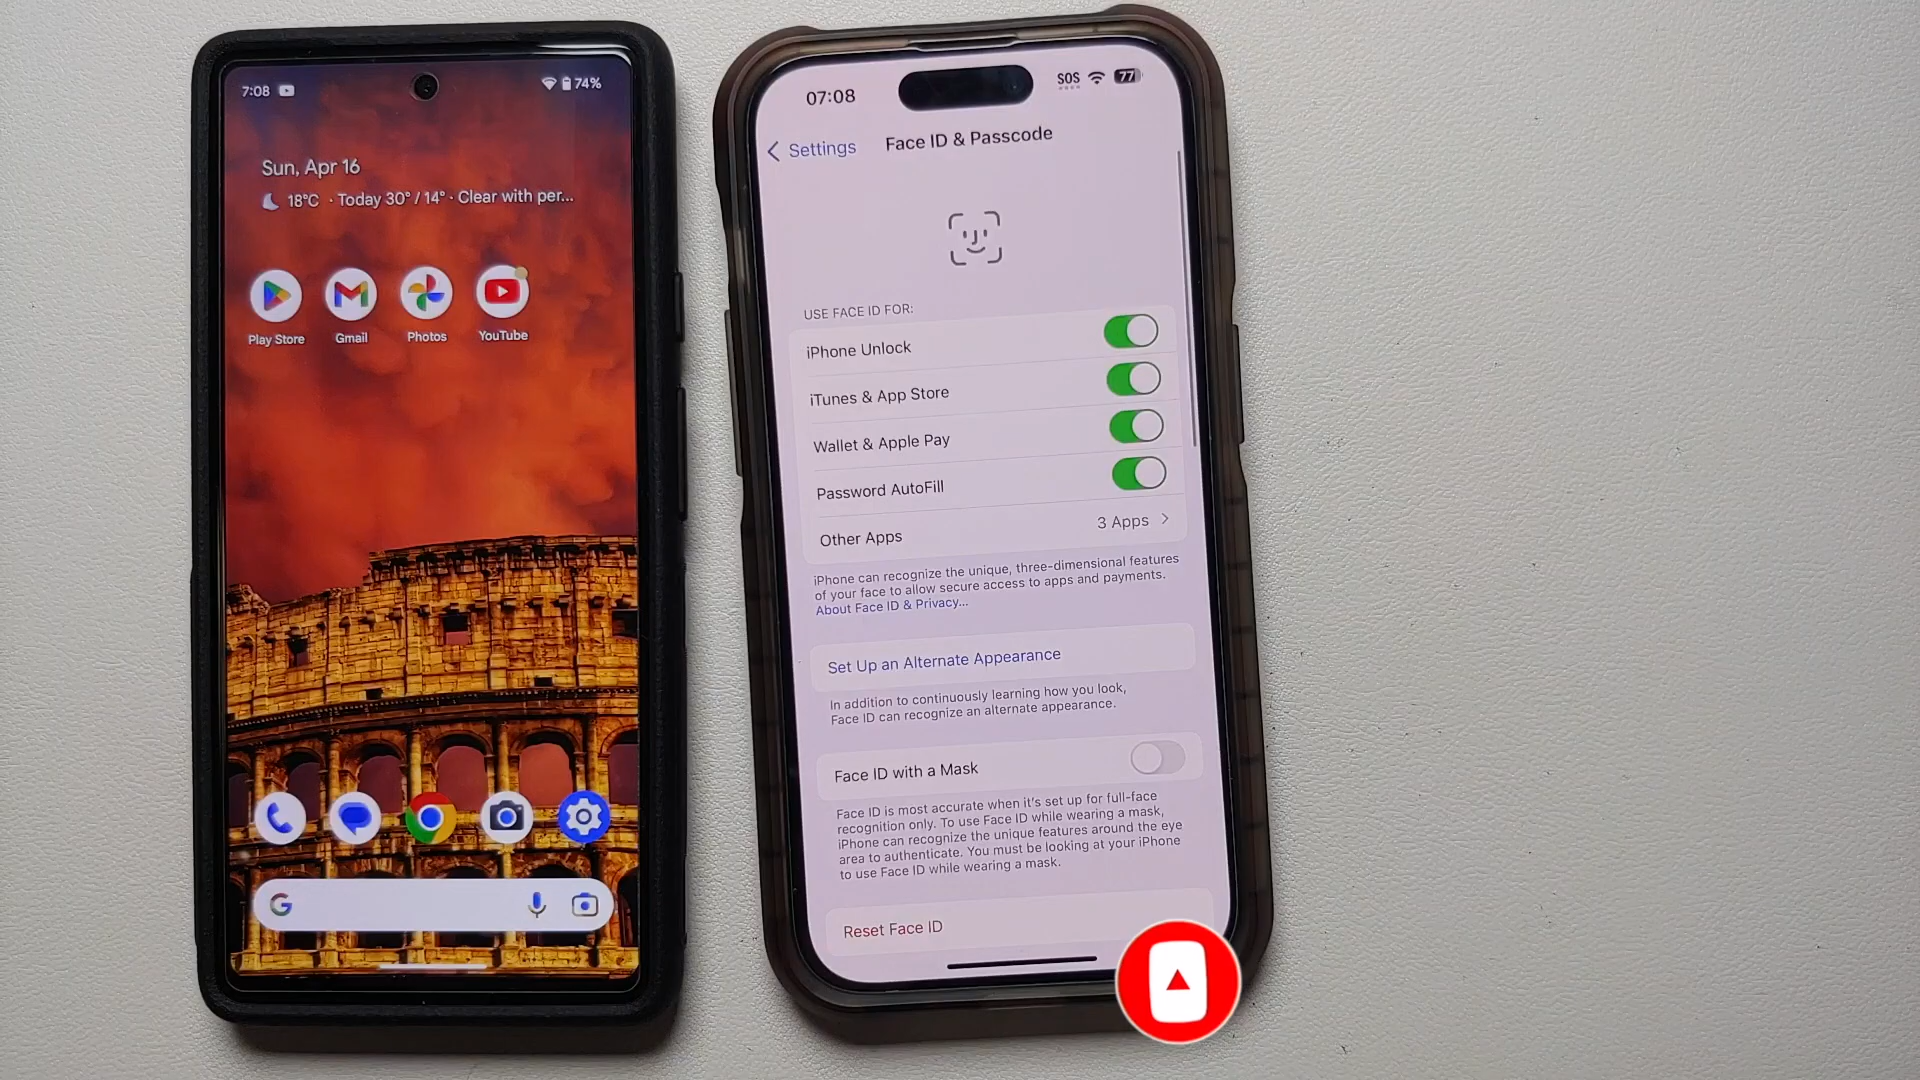 7:08
74%
Sun, Apr 16
18°C · Today 30° / 14° · Clear with per...
Play Store
Gmail
Photos
YouTube
G
07:08
SOS
77
Settings
Face ID & Passcode
USE FACE ID FOR:
iPhone Unlock
iTunes & App Store
Wallet & Apple Pay
Password AutoFill
Other Apps
3 Apps
iPhone can recognize the unique, three-dimensional features
of your face to allow secure access to apps and payments.
About Face ID & Privacy...
Set Up an Alternate Appearance
In addition to continuously learning how you look,
Face ID can recognize an alternate appearance.
Face ID with a Mask
Face ID is most accurate when it's set up for full-face
recognition only. To use Face ID while wearing a mask,
iPhone can recognize the unique features around the eye
area to authenticate. You must be looking at your iPhone
to use Face ID while wearing a mask.
Reset Face ID